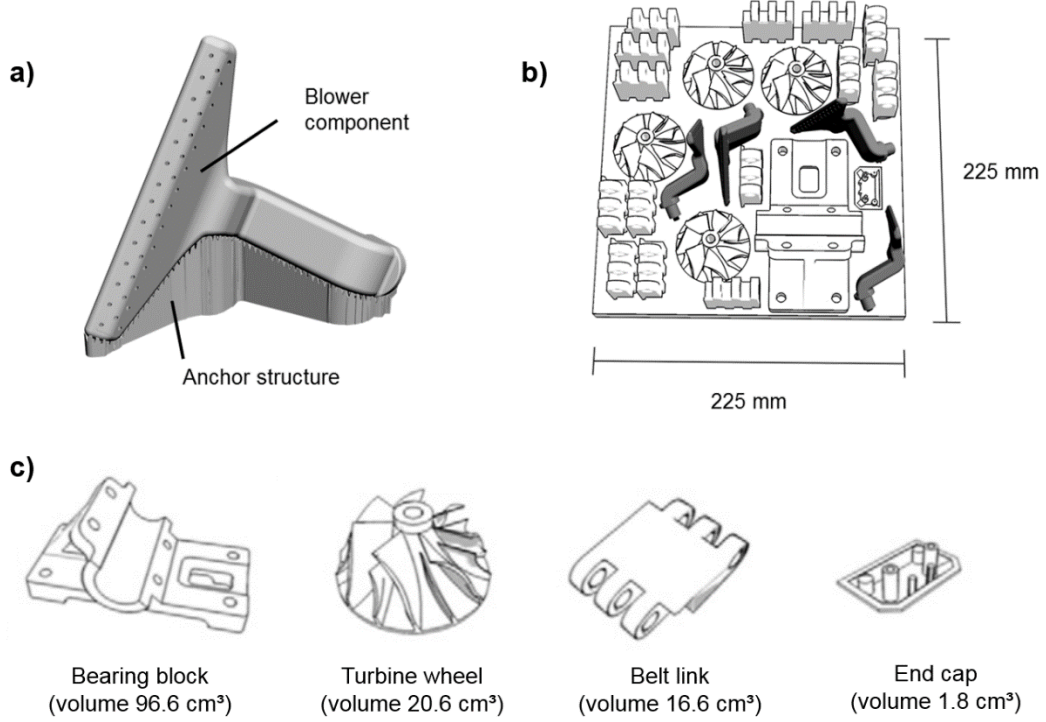 a)
Blower
component
Anchor structure
b)
225 mm
225 mm
c)
Bearing block
(volume 96.6 cm³)
Turbine wheel
(volume 20.6 cm³)
Belt link
(volume 16.6 cm³)
End cap
(volume 1.8 cm³)